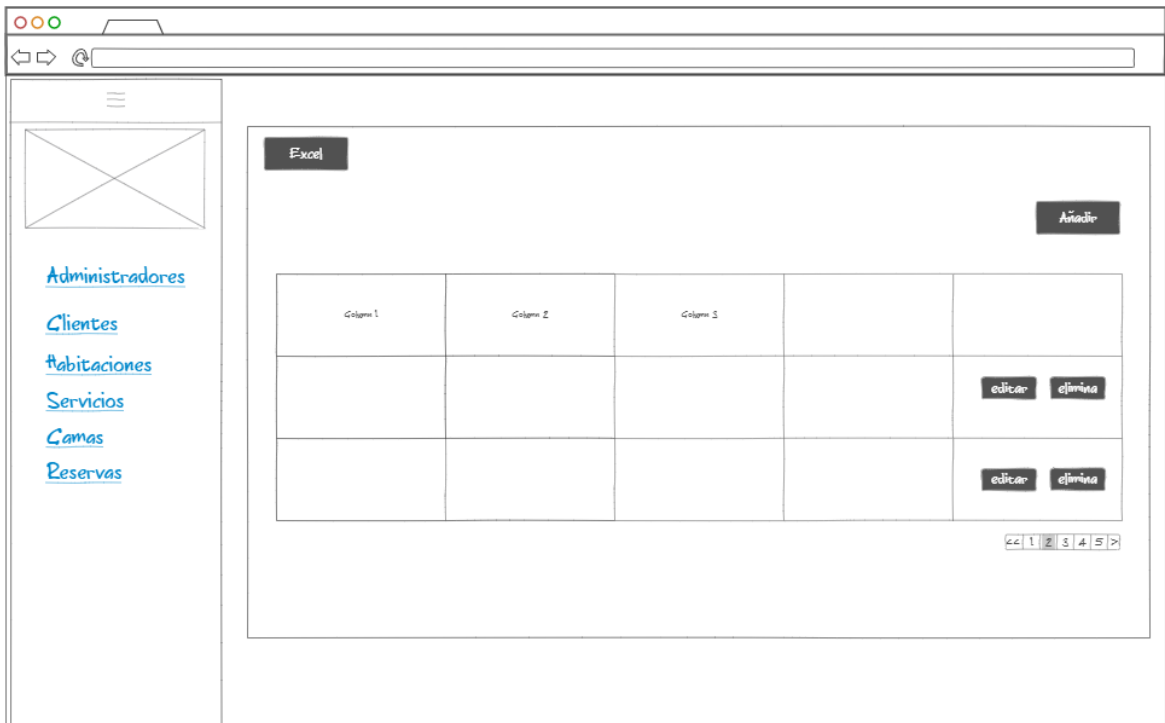 Excel
Añadir
Administradores
Clientes
Habitaciones
Servicios
Camas
Reservas
Column 1 Column 2 Column 3
editar elimina
editar elimina
<< 1 2 3 4 5 >